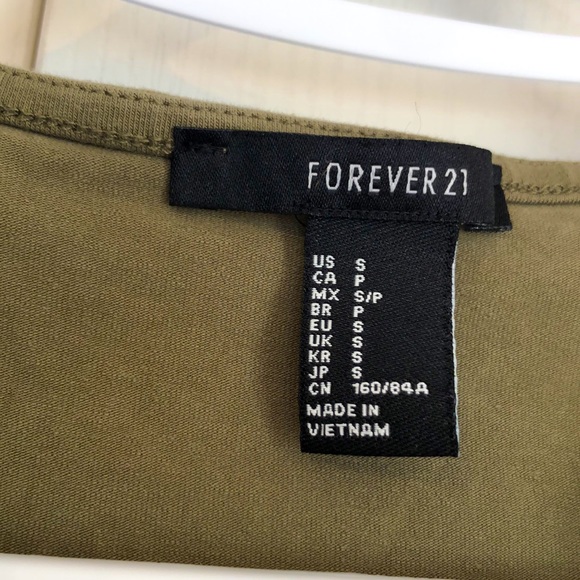 FOREVER 21
US S
CA P
MX S/P
BR P
EU S
UK S
KR S
JP S
CN 160/84A
MADE IN
VIETNAM